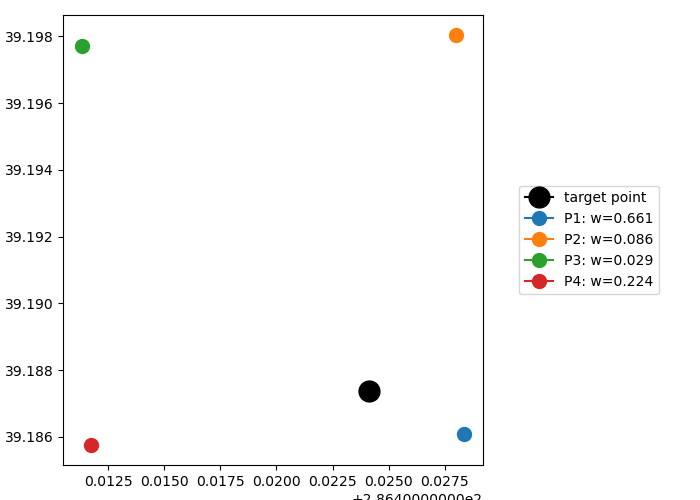 39.198
39.196
39.194
39.192
39.190
39.188
39.186
0.0125 0.0150 0.0175 0.0200 0.0225 0.0250 0.0275
+2.8640000000e2
target point
P1: w=0.661
P2: w=0.086
P3: w=0.029
P4: w=0.224